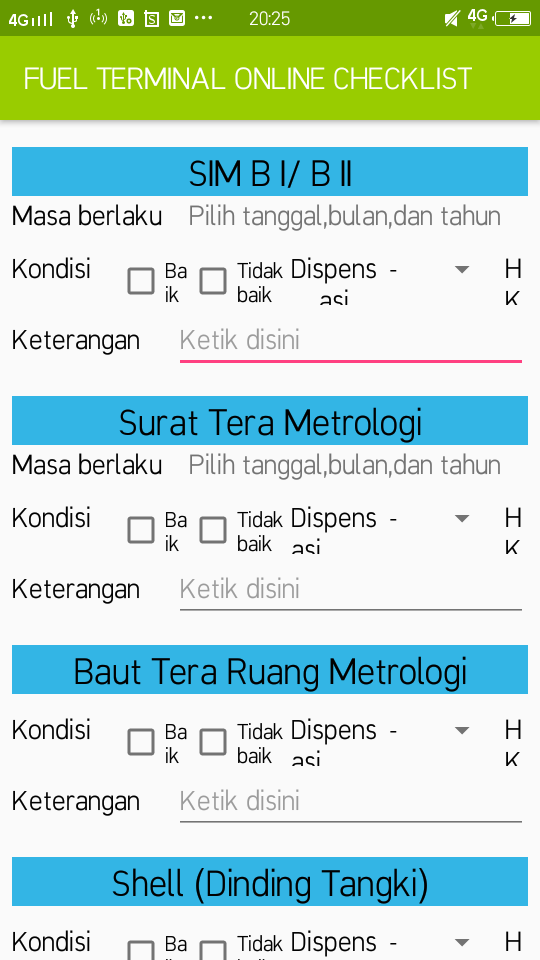 4G 20:25 4G
FUEL TERMINAL ONLINE CHECKLIST
SIM B I/ B II
Masa berlaku Pilih tanggal,bulan,dan tahun
Kondisi Ba Tidak Dispens - H
ik baik asi K
Keterangan Ketik disini
Surat Tera Metrologi
Masa berlaku Pilih tanggal,bulan,dan tahun
Kondisi Ba Tidak Dispens - H
ik baik asi K
Keterangan Ketik disini
Baut Tera Ruang Metrologi
Kondisi Ba Tidak Dispens - H
ik baik asi K
Keterangan Ketik disini
Shell (Dinding Tangki)
Kondisi Ba Tidak Dispens - H